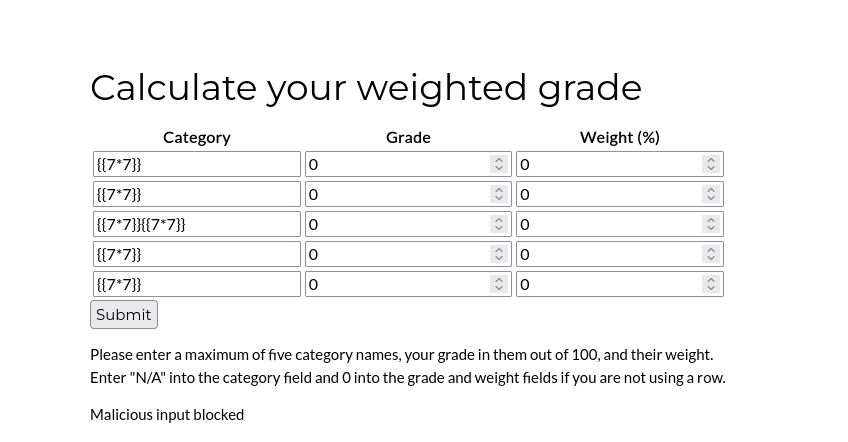 Calculate your weighted grade
Category Grade Weight (%)
{{7*7}} 0 0
{{7*7}} 0 0
{{7*7}}{{7*7}} 0 0
{{7*7}} 0 0
{{7*7}} 0 0
Submit
Please enter a maximum of five category names, your grade in them out of 100, and their weight.
Enter "N/A" into the category field and 0 into the grade and weight fields if you are not using a row.
Malicious input blocked